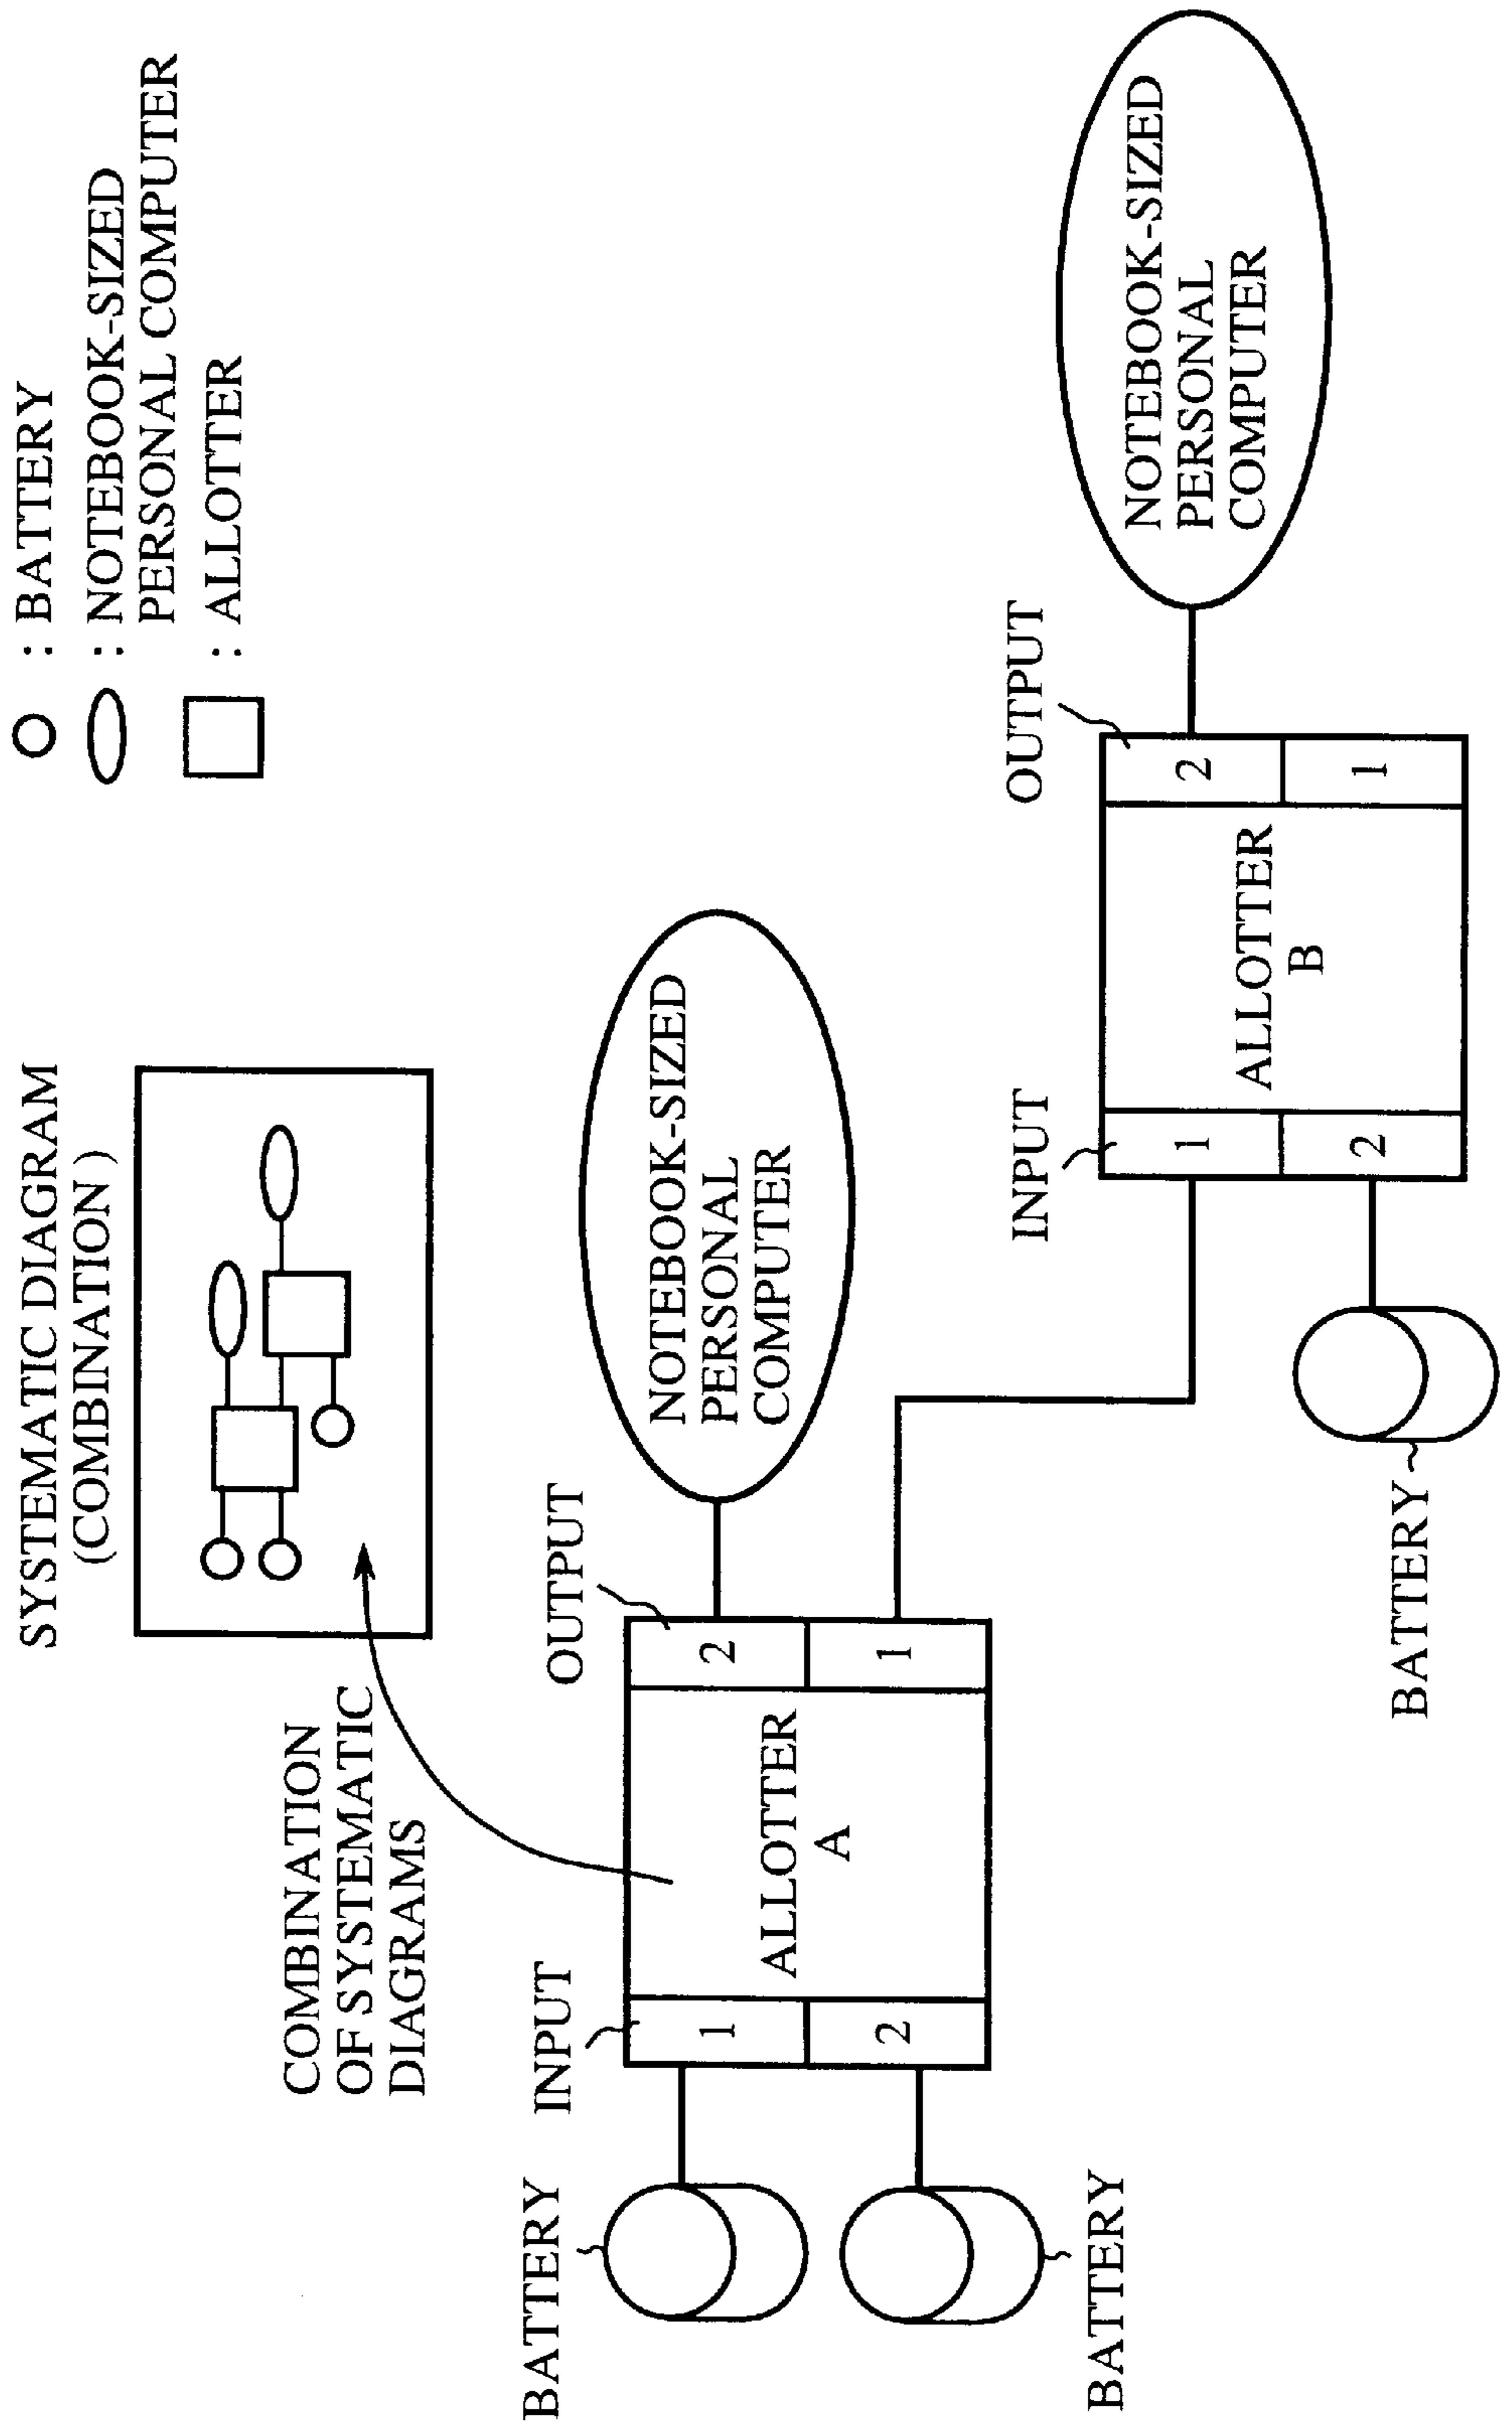 SYSTEMATIC DIAGRAM
(COMBINATION )
: BATTERY
: NOTEBOOK-SIZED
PERSONAL COMPUTER
: ALLOTTER
COMBINATION
OF SYSTEMATIC
DIAGRAMS
BATTERY
INPUT
1
2
ALLOTTER
A
OUTPUT
2
1
NOTEBOOK-SIZED
PERSONAL
COMPUTER
BATTERY
BATTERY
INPUT
1
2
ALLOTTER
B
OUTPUT
2
1
NOTEBOOK-SIZED
PERSONAL
COMPUTER